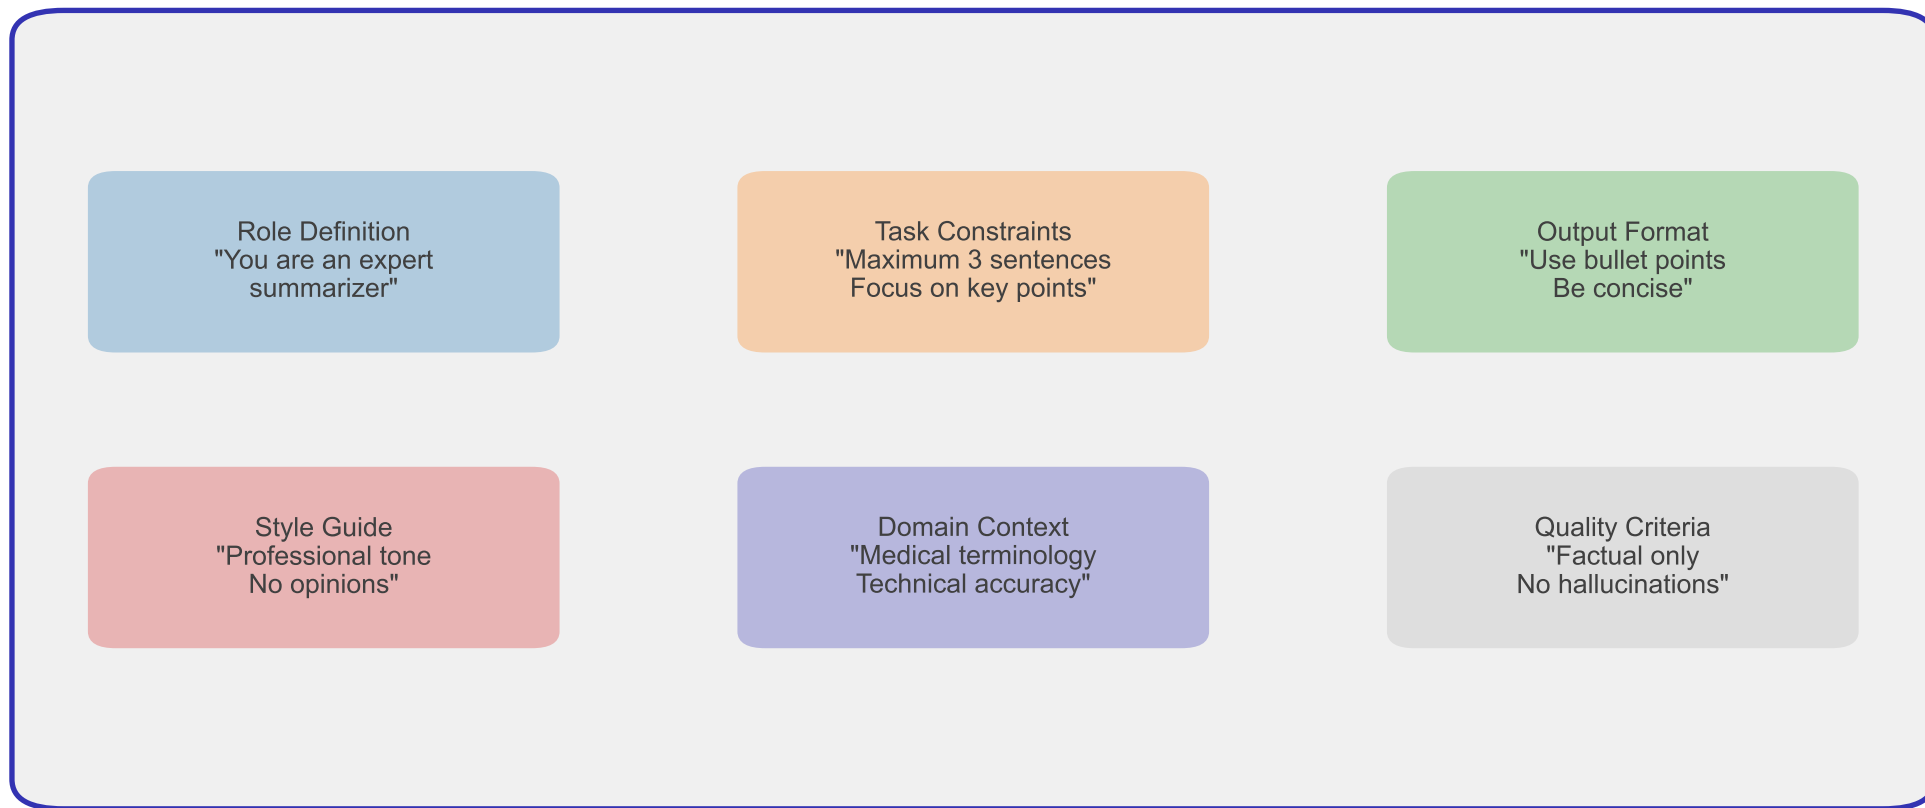 Role Definition
"You are an expert
summarizer"
Task Constraints
"Maximum 3 sentences
Focus on key points"
Output Format
"Use bullet points
Be concise"
Style Guide
"Professional tone
No opinions"
Domain Context
"Medical terminology
Technical accuracy"
Quality Criteria
"Factual only
No hallucinations"